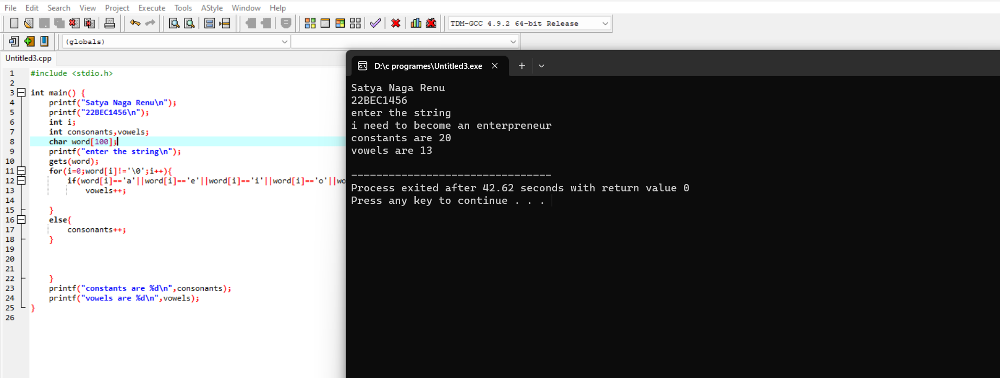 File Edit Search View Project Execute Tools AStyle Window Help
TDM-GCC 4.9.2 64-bit Release
(globals)
Untitled3.cpp
1 #include <stdio.h>
2
3 int main() {
4 printf("Satya Naga Renu\n");
5 printf("22BEC1456\n");
6 int i;
7 int consonants,vowels;
8 char word[100];
9 printf("enter the string\n");
10 gets(word);
11 for(i=0;word[i]!='\0';i++){
12 if(word[i]=='a'||word[i]=='e'||word[i]=='i'||word[i]=='o'||wo
13 vowels++;
14
15 }
16 else{
17 consonants++;
18 }
19
20
21
22 }
23 printf("constants are %d\n",consonants);
24 printf("vowels are %d\n",vowels);
25 }
26
D:\c programes\Untitled3.exe
Satya Naga Renu
22BEC1456
enter the string
i need to become an enterpreneur
constants are 20
vowels are 13
--------------------------------
Process exited after 42.62 seconds with return value 0
Press any key to continue . . .